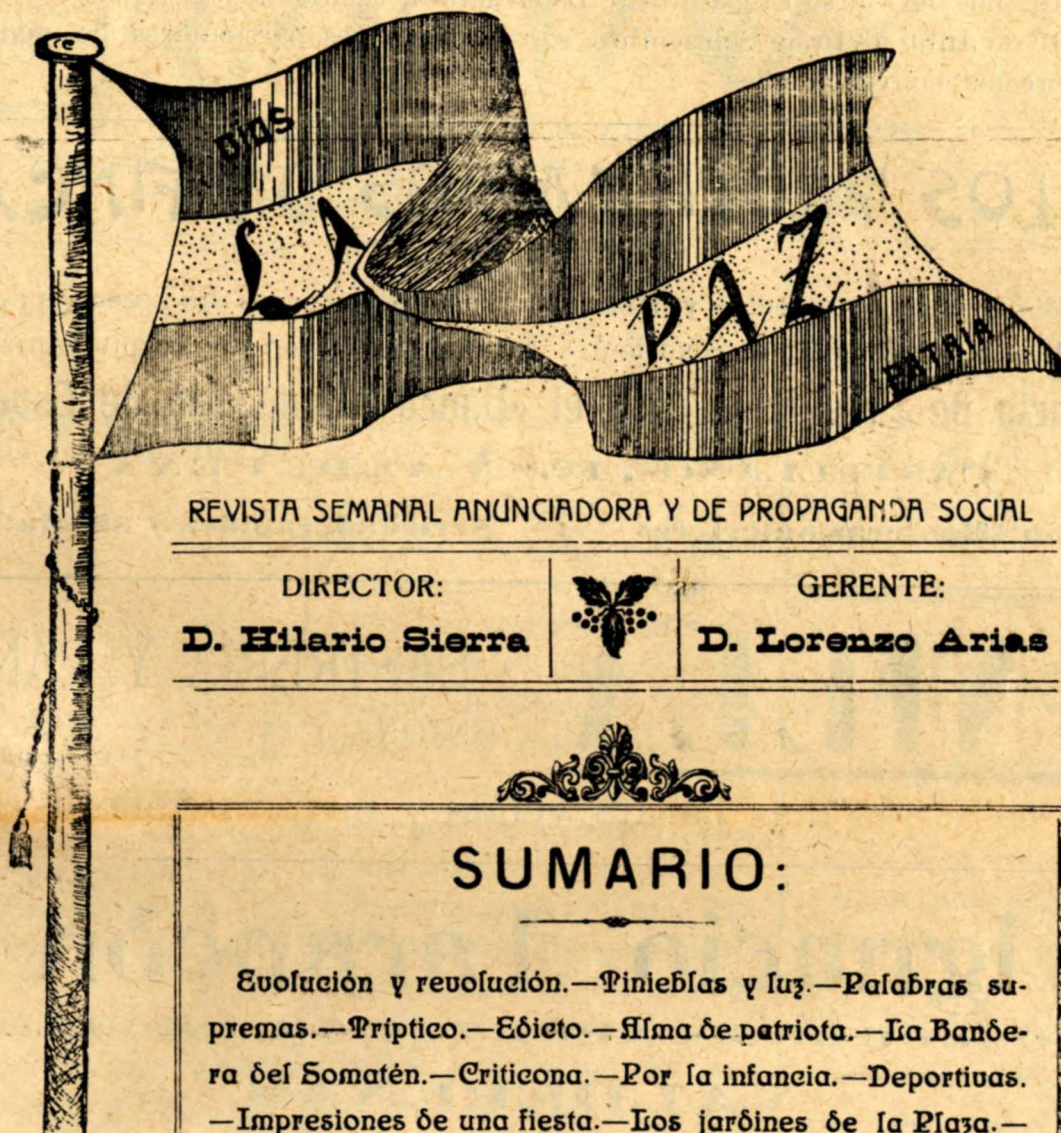 DIOS
LA PAZ
PATRÍA
REVISTA SEMANAL ANUNCIADORA Y DE PROPAGANDA SOCIAL
DIRECTOR:
D. Hilario Sierra
GERENTE:
D. Lorenzo Arias
SUMARIO:
Evolución y revolución.—Tinieblas y luz.—Palabras su-
premas.—Tríptico.—Edicto.—Alma de patriota.—La Bande-
ra del Somatén.—Criticona.—Por la infancia.—Deportivas.
—Impresiones de una fiesta.—Los jardines de la Plaza.—